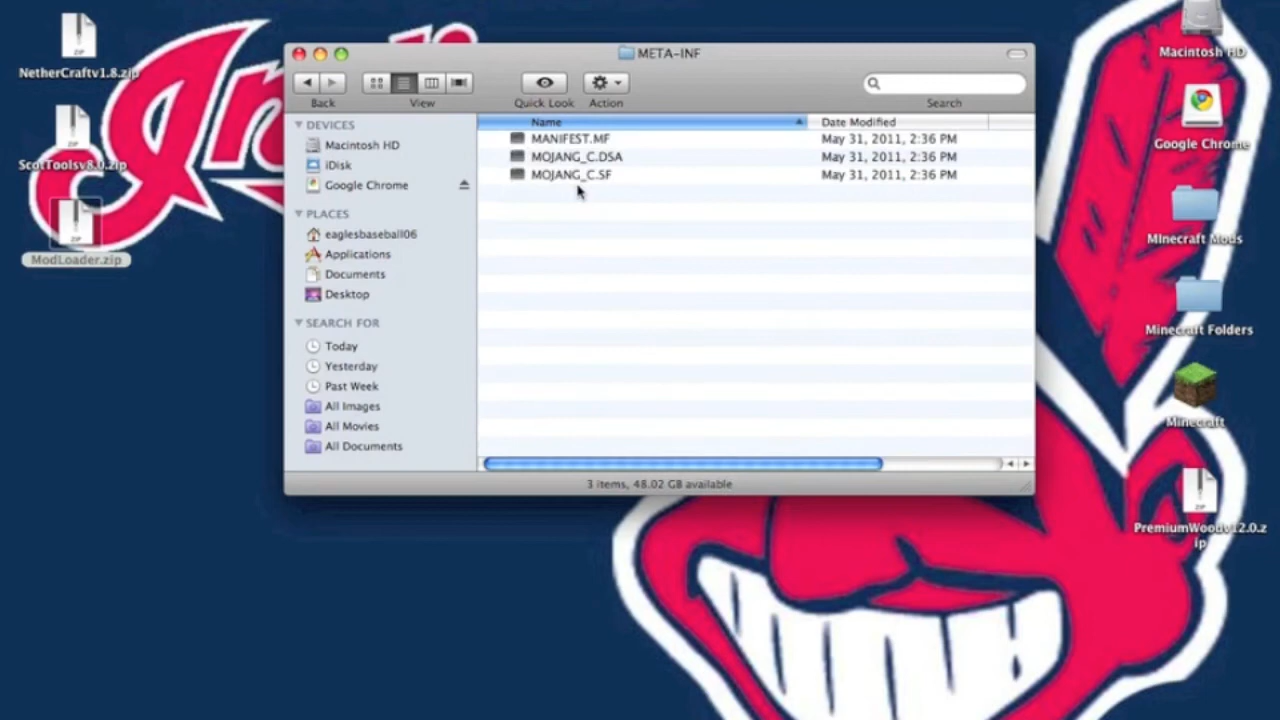 META-INF
Back
View
Quick Look
Action
Search
DEVICES
Macintosh HD
iDisk
Google Chrome
PLACES
eaglesbaseball06
Applications
Documents
Desktop
SEARCH FOR
Today
Yesterday
Past Week
All Images
All Movies
All Documents
Name Date Modified
MANIFEST.MF May 31, 2011, 2:36 PM
MOJANG_C.DSA May 31, 2011, 2:36 PM
MOJANG_C.SF May 31, 2011, 2:36 PM
3 items, 48.02 GB available
ZIP
NetherCraftv1.8.zip
ZIP
ScotToolsv8.0.zip
ZIP
ModLoader.zip
Macintosh HD
Google Chrome
Minecraft Mods
Minecraft Folders
Minecraft
ZIP
PremiumWoodv12.0.z
ip